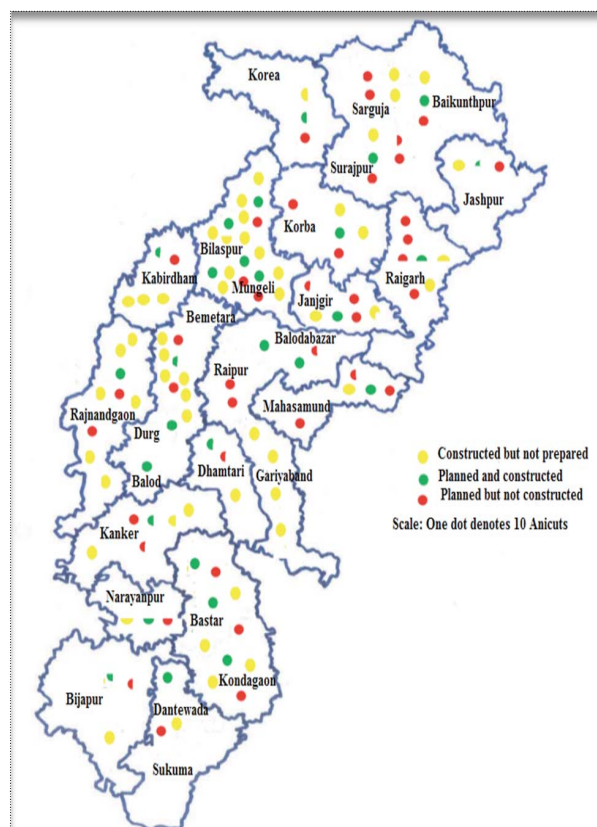 Korea
Sarguja
Baikunthpur
Surajpur
Jashpur
Korba
Bilaspur
Kabirdham
Mungeli
Janjgir
Raigarh
Bemetara
Balodabazar
Raipur
Mahasamund
Rajnandgaon
Durg
Dhamtari
Gariyaband
Balod
Constructed but not prepared
Planned and constructed
Planned but not constructed
Scale: One dot denotes 10 Anicuts
Kanker
Narayanpur
Bastar
Kondagaon
Bijapur
Dantewada
Sukuma